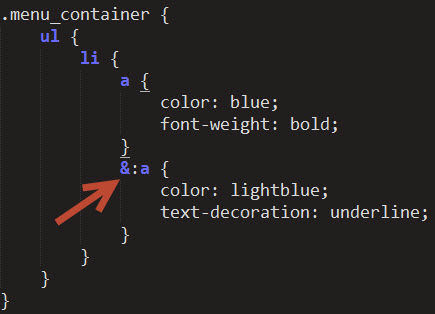 .menu_container {
ul {
li {
a {
color: blue;
font-weight: bold;
}
&:a {
color: lightblue;
text-decoration: underline;
}
}
}
}